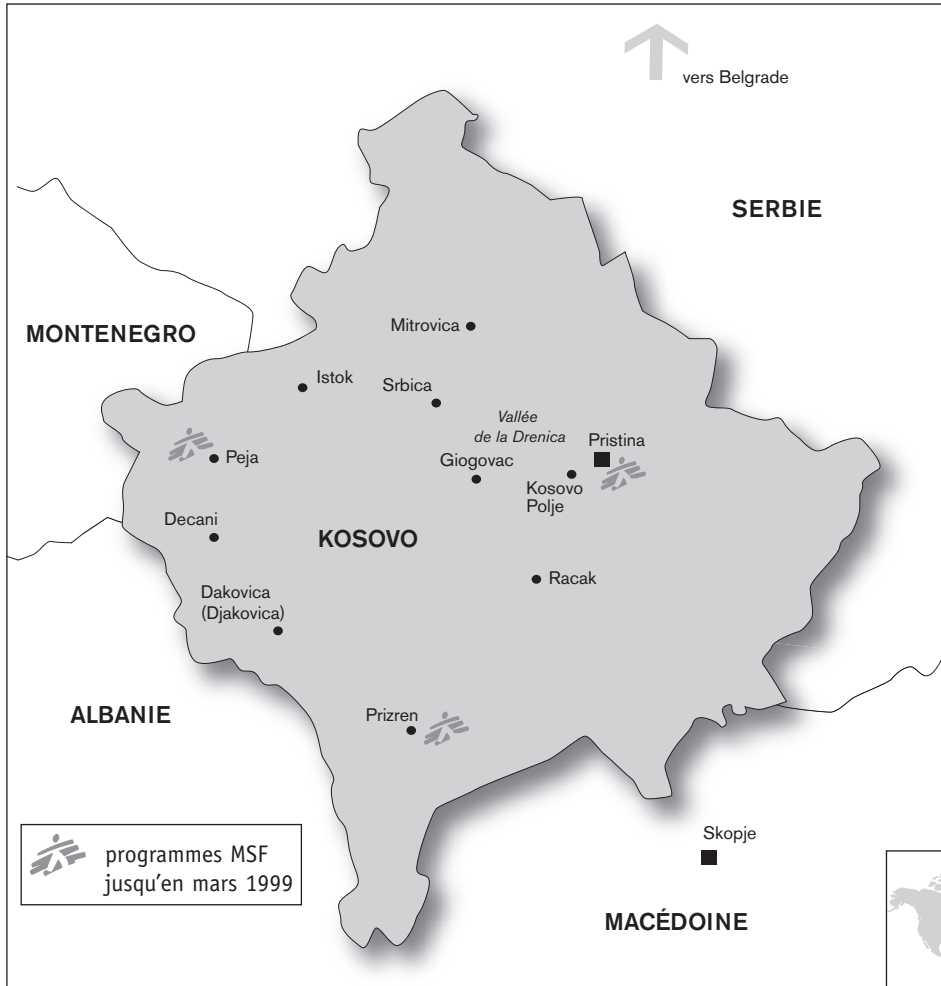 vers Belgrade
SERBIE
MONTENEGRO
Mitrovica
Istok
Srbica
Vallée
de la Drenica
Pristina
Peja
Giogovac
Kosovo
Polje
Decani
KOSOVO
Racak
Dakovica
(Djakovica)
ALBANIE
Prizren
programmes MSF
jusqu'en mars 1999
Skopje
MACÉDOINE